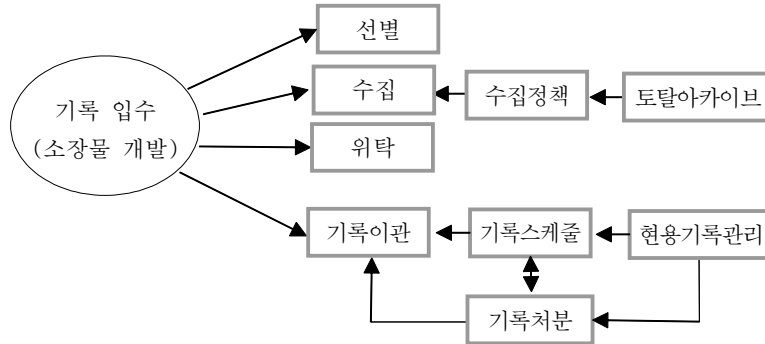 선별
기록 입수
(소장물 개발)
수집
수집정책
토탈아카이브
위탁
기록이관
기록스케줄
현용기록관리
기록처분